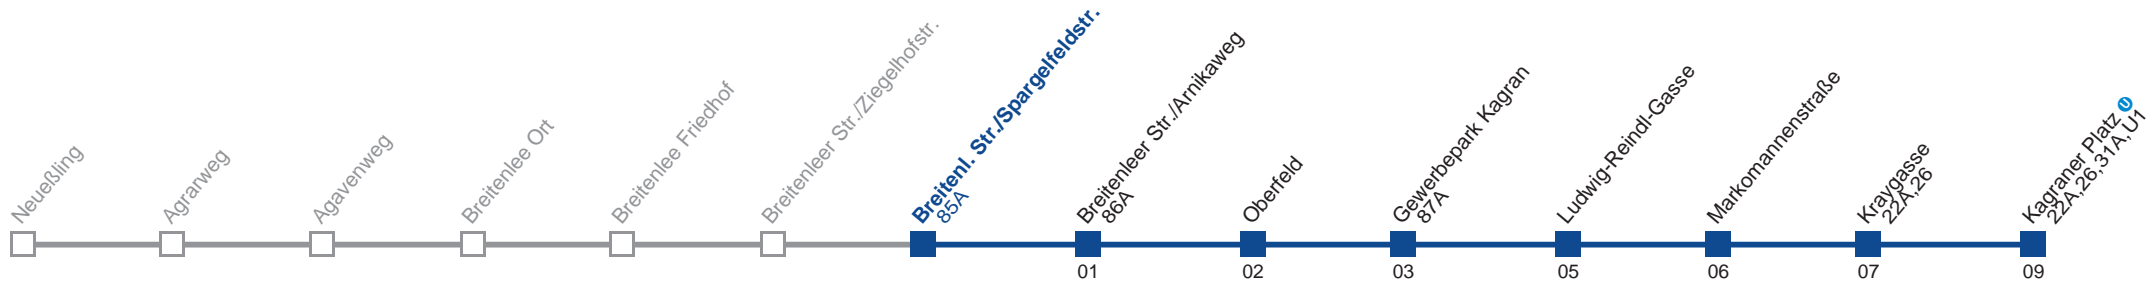 Neueßling
Agrarweg
Agavenweg
Breitenlee Ort
Breitenlee Friedhof
Breitenleer Str./Ziegelhofstr.
Breitenl. Str./Spargelfeldstr.
85A
Breitenleer Str./Arnikaweg
86A
Oberfeld
Gewerbepark Kagran
87A
Ludwig-Reindl-Gasse
Markomannenstraße
Kraygasse
22A,26
Kagraner Platz U
22A,26,31A,U1
01
02
03
05
06
07
09